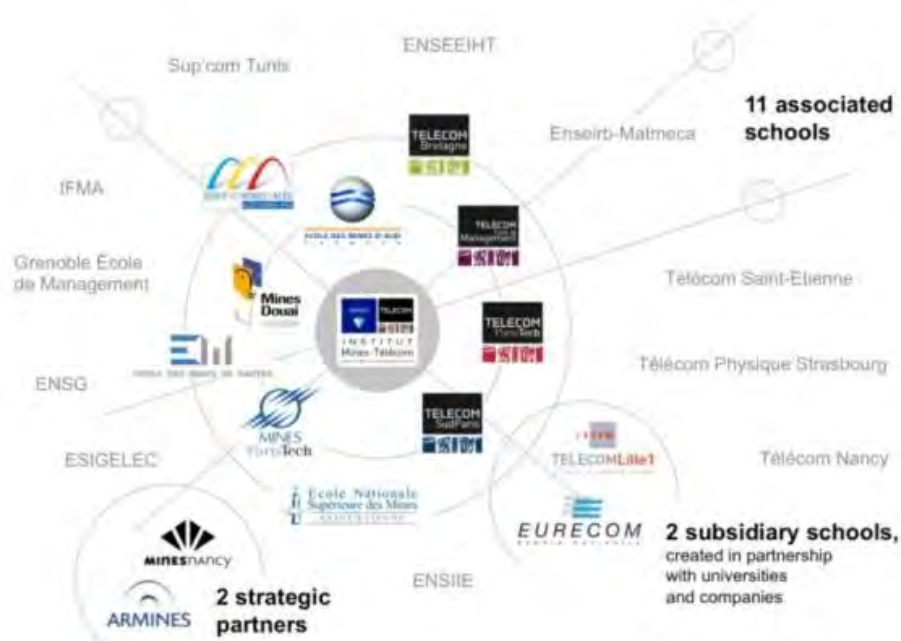 ENSEEIHT
Sup'com Tunis
11 associated
schools
TELECOM
Bretagne
Enseirb-Matmeca
IFMA
TELECOM
Management
Grenoble École
de Management
Mines
Douai
Télécom Saint-Etienne
TELECOM
ParisTech
INSTITUT
Mines-Télécom
Télécom Physique Strasbourg
ENSG
TELECOM
SudParis
MINES
ParisTech
ESIGELEC
TELECOMLille1
Télécom Nancy
Ecole Nationale
Supérieure des Mines
EURECOM
2 subsidiary schools,
created in partnership
with universities
and companies
MINESNANCY
ENSIIE
ARMINES
2 strategic
partners